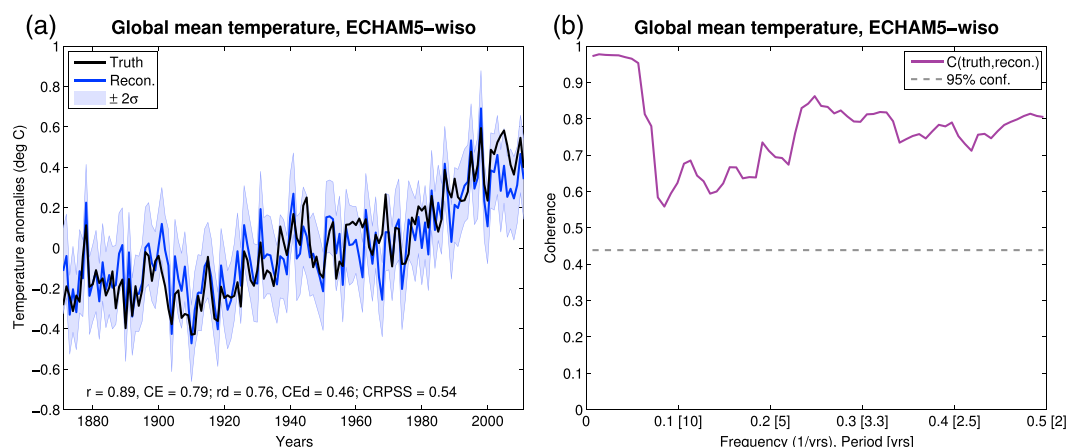 (a)
Global mean temperature, ECHAM5−wiso
Temperature anomalies (deg C)
1
0.8
0.6
0.4
0.2
0
−0.2
−0.4
−0.6
−0.8
Truth
Recon.
± 2σ
r = 0.89, CE = 0.79; rd = 0.76, CEd = 0.46; CRPSS = 0.54
1880 1900 1920 1940 1960 1980 2000
Years
(b)
Global mean temperature, ECHAM5−wiso
Coherence
1
0.9
0.8
0.7
0.6
0.5
0.4
0.3
0.2
0.1
0
C(truth,recon.)
95% conf.
0 0.1 [10] 0.2 [5] 0.3 [3.3] 0.4 [2.5] 0.5 [2]
Frequency (1/yrs), Period [yrs]